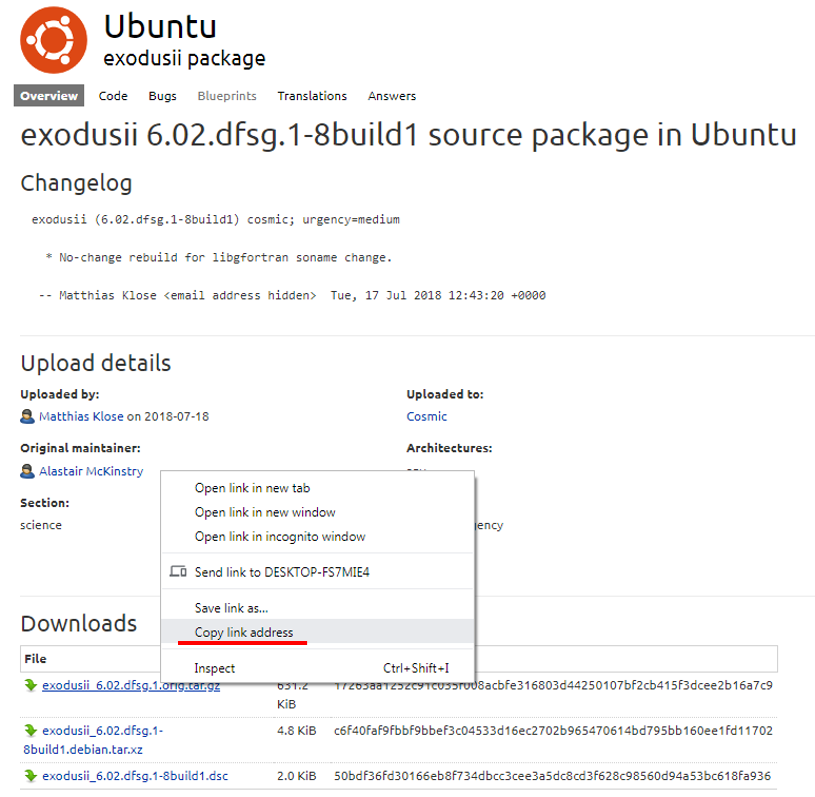 Ubuntu
exodusii package
Overview Code Bugs Blueprints Translations Answers
exodusii 6.02.dfsg.1-8build1 source package in Ubuntu
Changelog
exodusii (6.02.dfsg.1-8build1) cosmic; urgency=medium
* No-change rebuild for libgfortran soname change.
-- Matthias Klose <email address hidden> Tue, 17 Jul 2018 12:43:20 +0000
Upload details
Uploaded by: Uploaded to:
Matthias Klose on 2018-07-18 Cosmic
Original maintainer: Architectures:
Alastair McKinstry
Section:
science
Open link in new tab
Open link in new window
Open link in incognito window
Send link to DESKTOP-FS7MIE4
Save link as...
Copy link address
Inspect Ctrl+Shift+I
Downloads
File
exodusii_6.02.dfsg.1.orig.tar.gz 631.2 17263aa1252c91c035f008acbfe316803d44250107bf2cb415f3dcee2b16a7c9
KiB
exodusii_6.02.dfsg.1- 4.8 KiB c6f40faf9fbbf9bbef3c04533d16ec2702b965470614bd795bb160ee1fd11702
8build1.debian.tar.xz
exodusii_6.02.dfsg.1-8build1.dsc 2.0 KiB 50bdf36fd30166eb8f734dbcc3cee3a5dc8cd3f628c98560d94a53bc618fa936